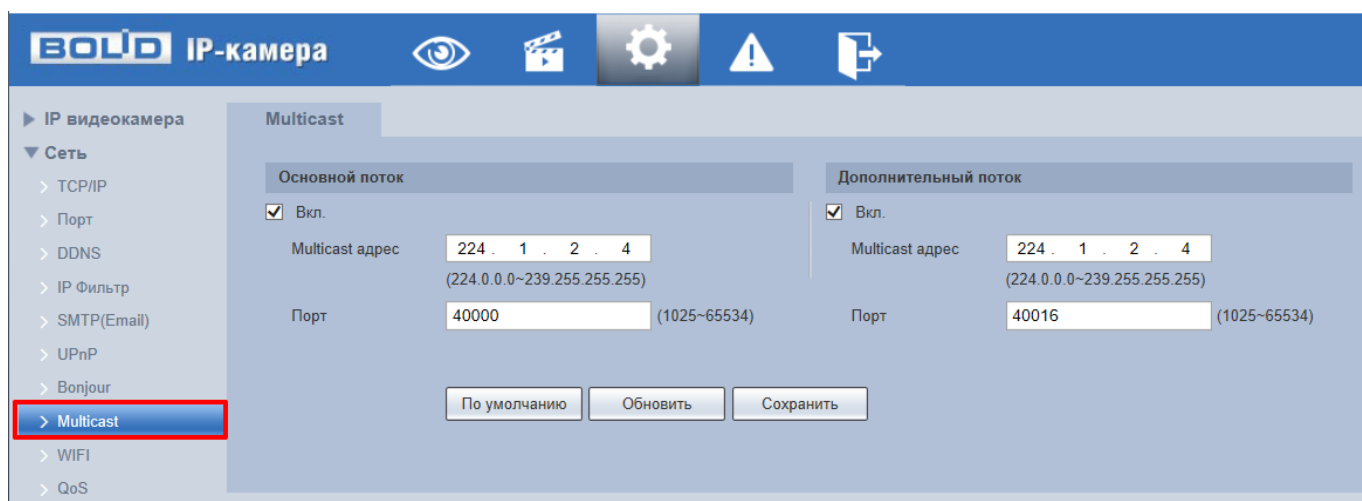 BOLID IP-камера
IP видеокамера
Сеть
TCP/IP
Порт
DDNS
IP Фильтр
SMTP(Email)
UPnP
Bonjour
Multicast
WIFI
QoS
Multicast
Основной поток
Вкл.
Multicast адрес 224. 1 . 2 . 4
(224.0.0.0~239.255.255.255)
Порт 40000 (1025~65534)
Дополнительный поток
Вкл.
Multicast адрес 224. 1 . 2 . 4
(224.0.0.0~239.255.255.255)
Порт 40016 (1025~65534)
По умолчанию Обновить Сохранить